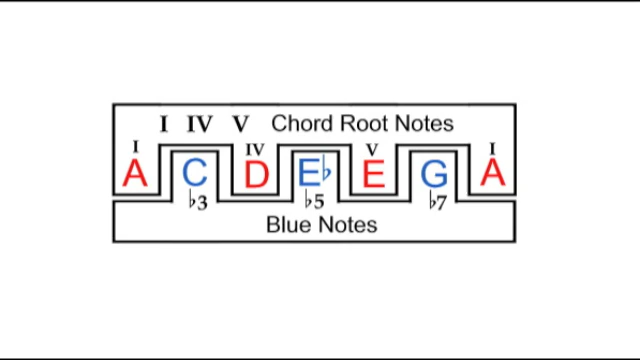 I IV V Chord Root Notes
I IV V I
A C D E♭ E G A
♭3 ♭5 ♭7
Blue Notes